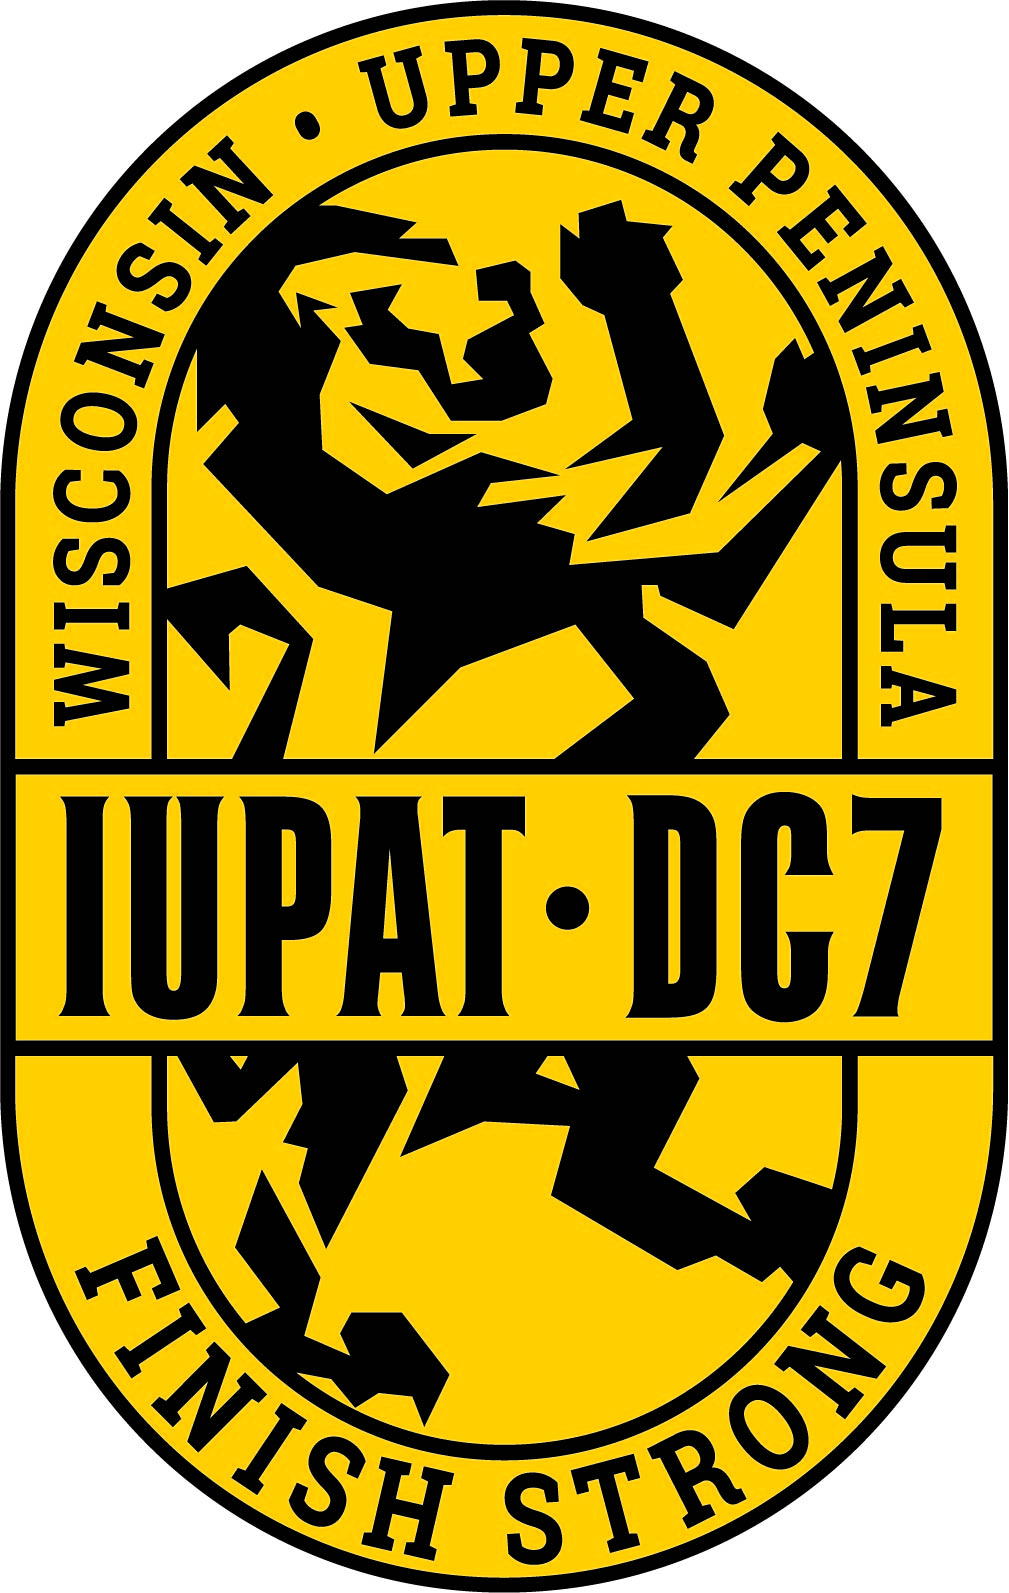 WISCONSIN • UPPER PENINSULA
IUPAT • DC7
FINISH STRONG